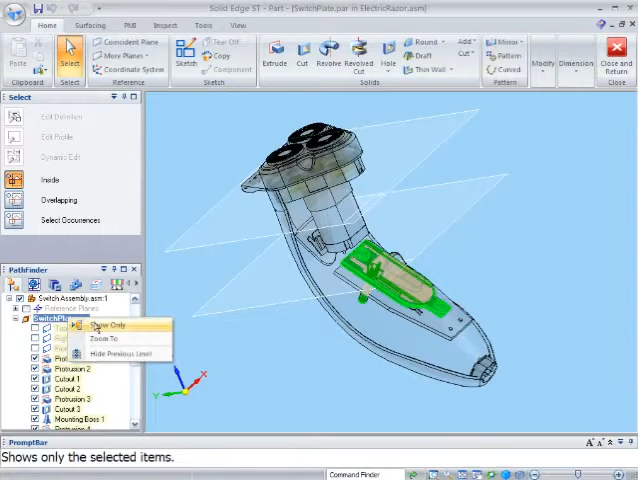 Solid Edge ST - Part - [SwitchPlate.par in ElectricRazor.asm]
Home Surfacing PMI Inspect Tools View
Paste
Select
Coincident Plane
More Planes
Coordinate System
Sketch
Tear Off
Copy
Component
Extrude
Cut
Revolve
Revolved Cut
Hole
Round
Draft
Thin Wall
Add
Cut
Mirror
Pattern
Curved
Modify
Dimension
Close and Return
Clipboard Select Reference Sketch Solids Pattern Close
Select
Edit Definition
Edit Profile
Dynamic Edit
Inside
Overlapping
Select Occurrences
PathFinder
Switch Assembly.asm:1
Reference Planes
SwitchPlate
Show Only
Zoom To
Hide Previous Level
Protrusion 2
Cutout 1
Cutout 2
Protrusion 3
Cutout 3
Mounting Boss 1
Protrusion 4
Z
X
Y
PromptBar
Shows only the selected items.
Command Finder